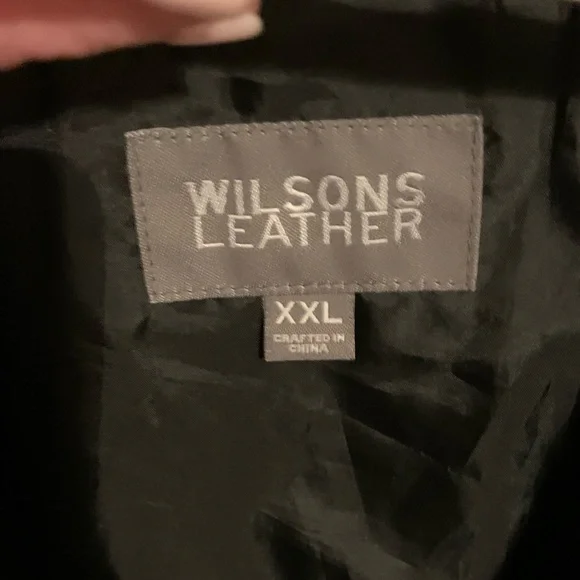 WILSONS
LEATHER
XXL
CRAFTED IN
CHINA